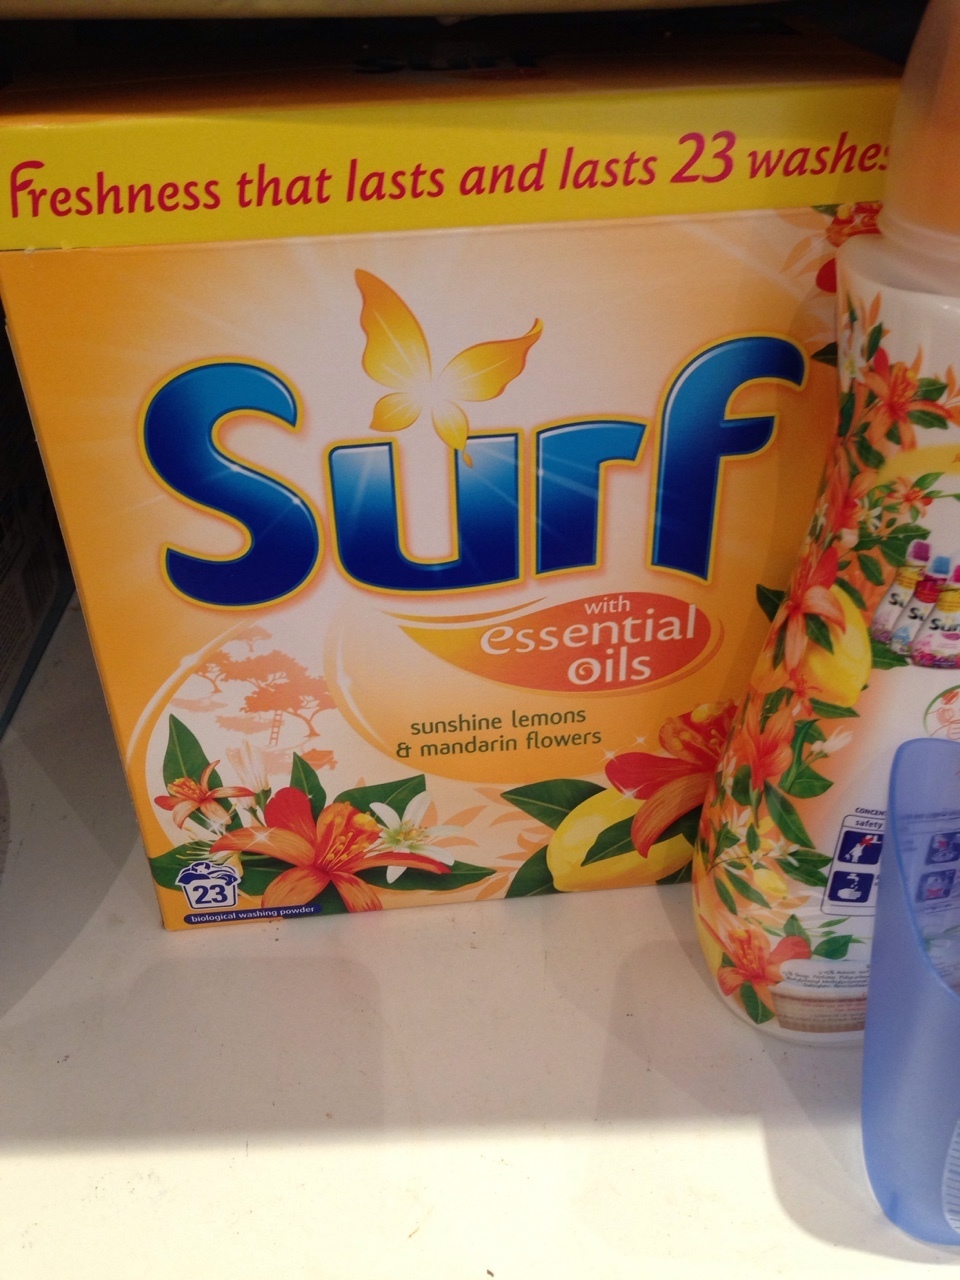 Freshness that lasts and lasts 23 washes
Surf
with
essential
oils
sunshine lemons
& mandarin flowers
23
biological washing powder
safety